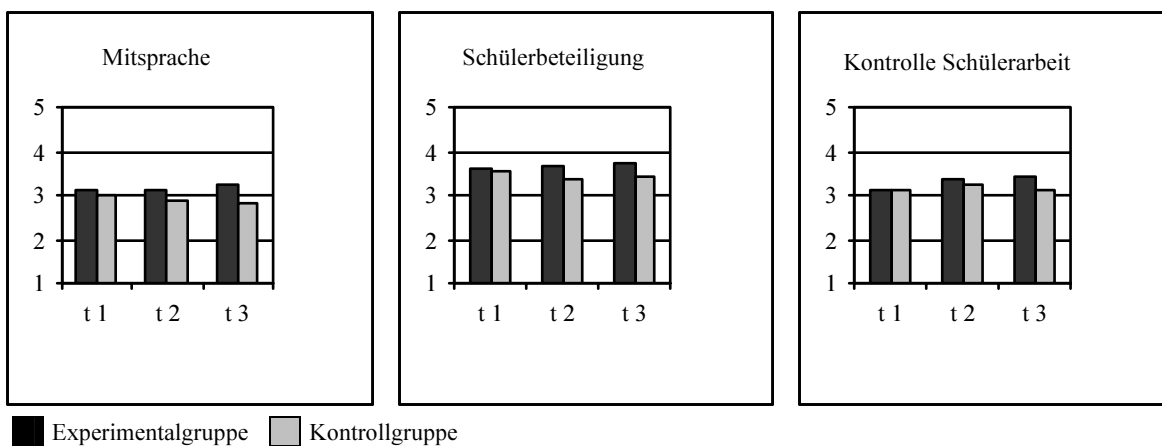 Mitsprache
5
4
3
2
1
t 1 t 2 t 3
Schülerbeteiligung
5
4
3
2
1
t 1 t 2 t 3
Kontrolle Schülerarbeit
5
4
3
2
1
t 1 t 2 t 3
Experimentalgruppe Kontrollgruppe